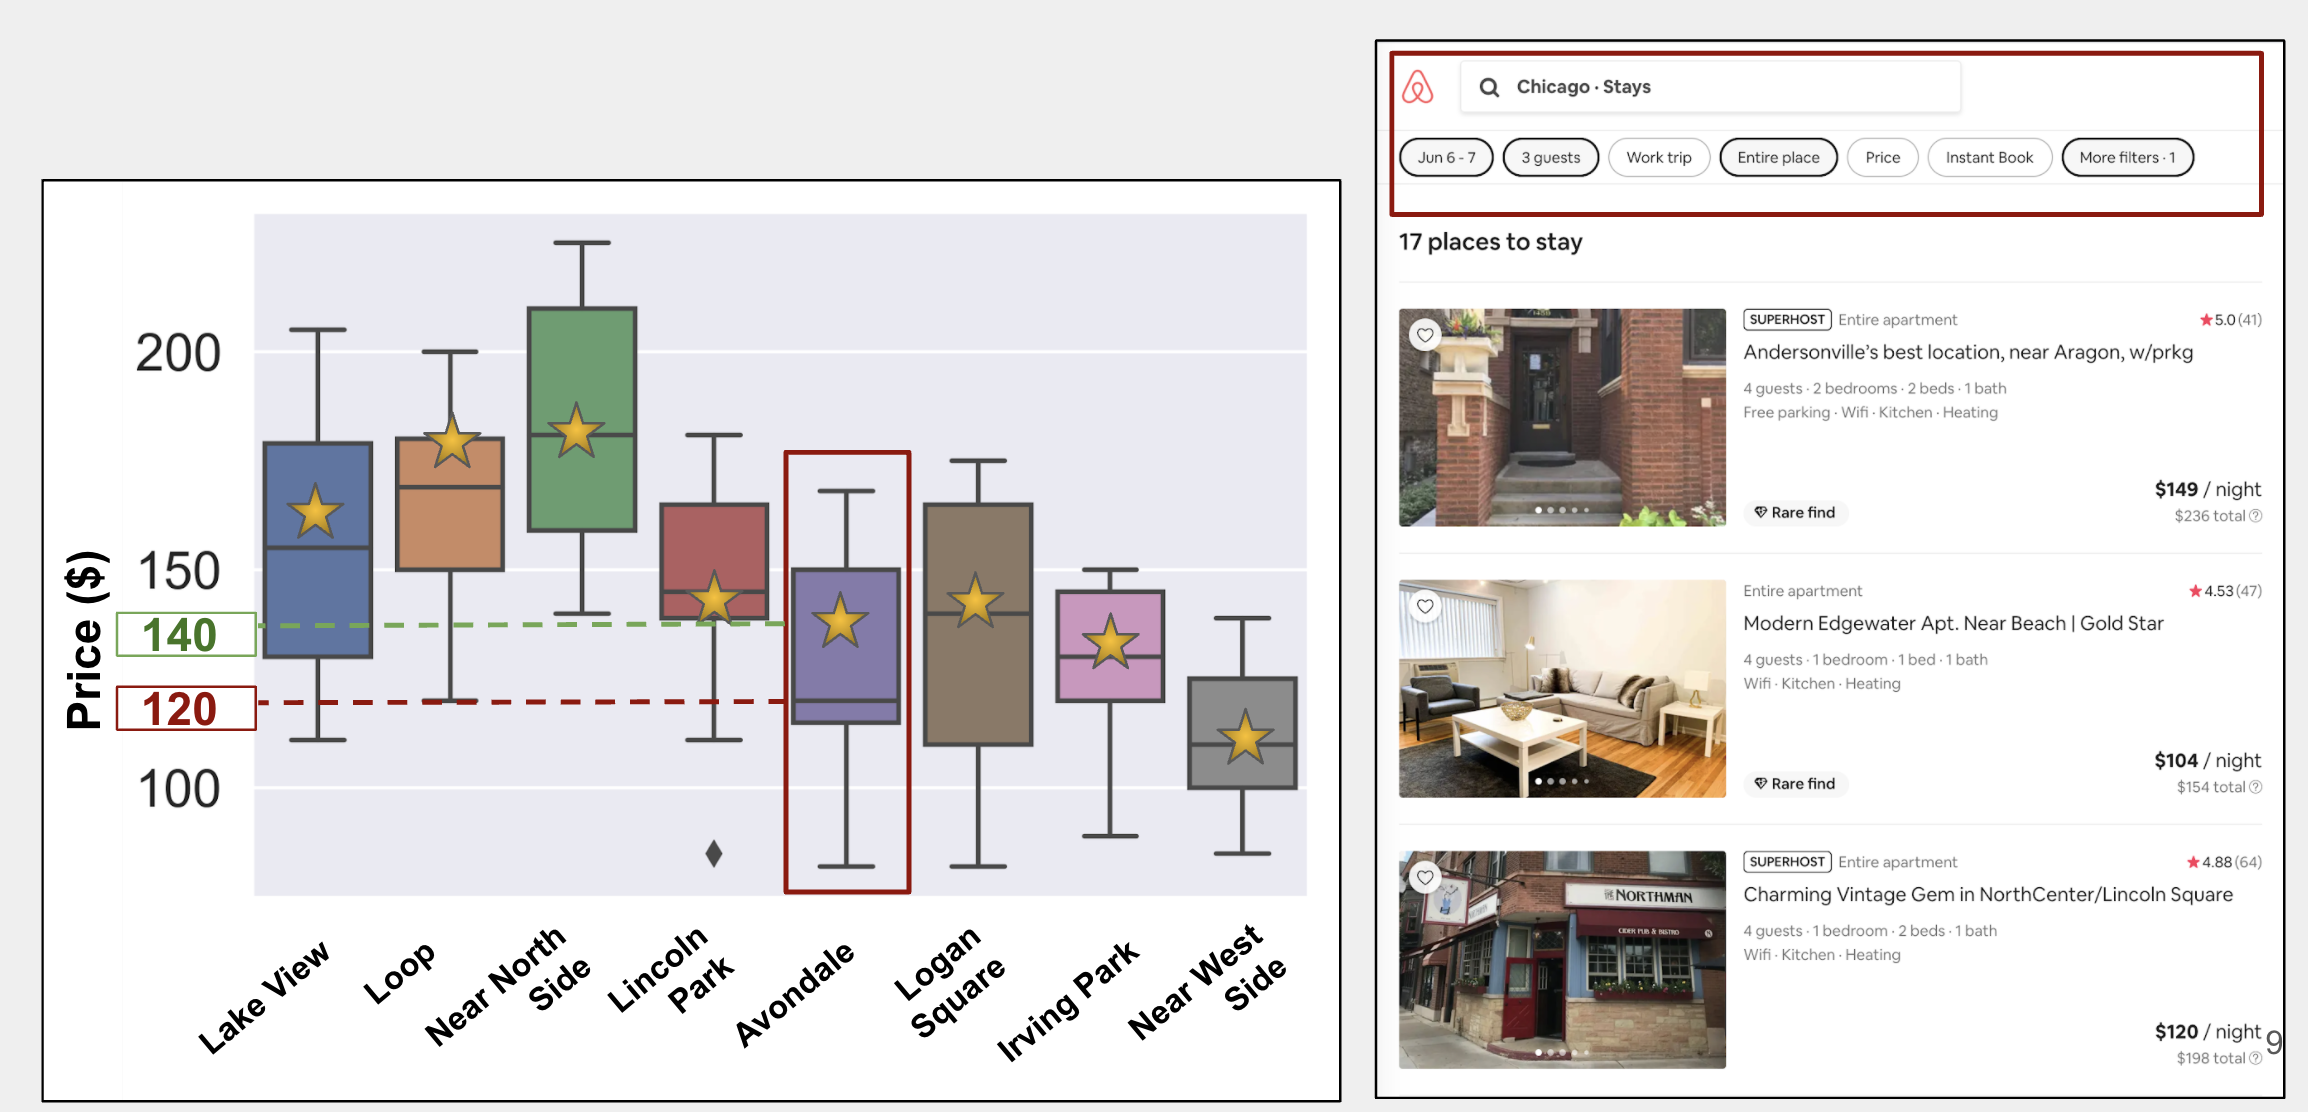 200
150
140
120
100
Price ($)
Lake View
Loop
Near North
Side
Lincoln
Park
Avondale
Logan
Square
Irving Park
Near West
Side
Chicago · Stays
Jun 6 - 7
3 guests
Work trip
Entire place
Price
Instant Book
More filters · 1
17 places to stay
SUPERHOST Entire apartment
★5.0 (41)
Andersonville's best location, near Aragon, w/prkg
4 guests · 2 bedrooms · 2 beds · 1 bath
Free parking · Wifi · Kitchen · Heating
Rare find
$149 / night
$236 total ?
Entire apartment
★4.53 (47)
Modern Edgewater Apt. Near Beach | Gold Star
4 guests · 1 bedroom · 1 bed · 1 bath
Wifi · Kitchen · Heating
Rare find
$104 / night
$154 total ?
THE NORTHMAN
CIDER PUB & BISTRO
SUPERHOST Entire apartment
★4.88 (64)
Charming Vintage Gem in NorthCenter/Lincoln Square
4 guests · 1 bedroom · 2 beds · 1 bath
Wifi · Kitchen · Heating
$120 / night
$198 total ?
9